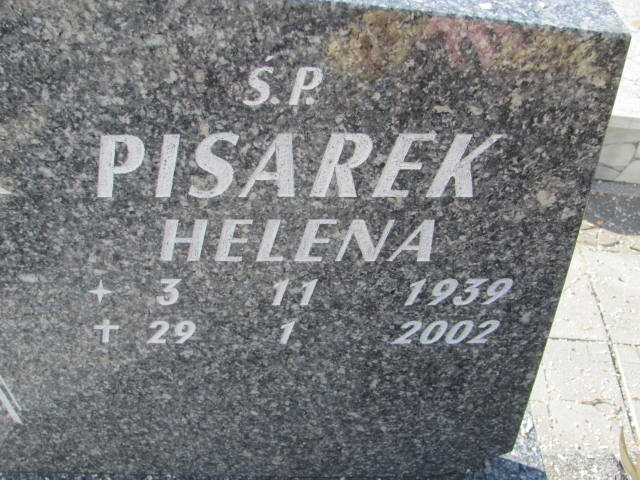 Ś.P.
PISAREK
HELENA
✦ 3 11 1939
✝ 29 1 2002